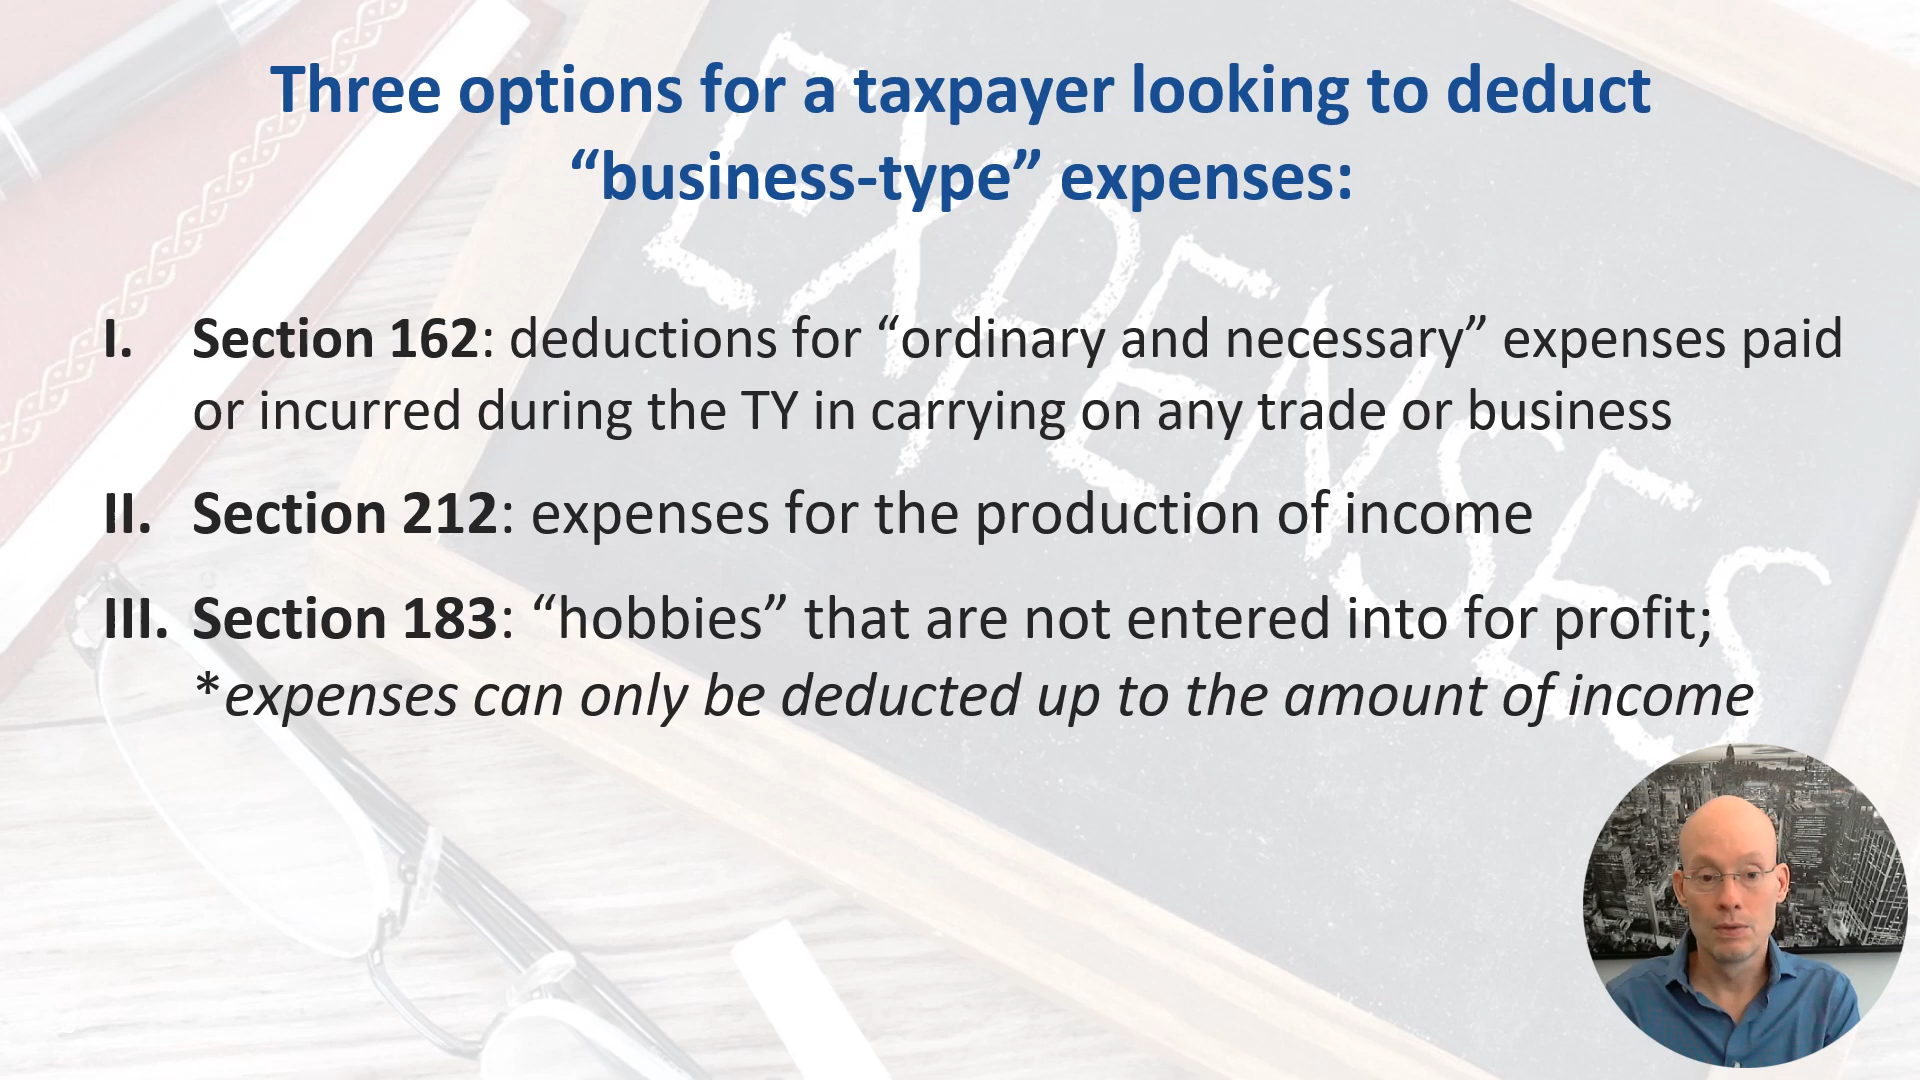 Three options for a taxpayer looking to deduct
“business-type” expenses:
I. Section 162: deductions for “ordinary and necessary” expenses paid
or incurred during the TY in carrying on any trade or business
II. Section 212: expenses for the production of income
III. Section 183: “hobbies” that are not entered into for profit;
*expenses can only be deducted up to the amount of income
EXPENSES